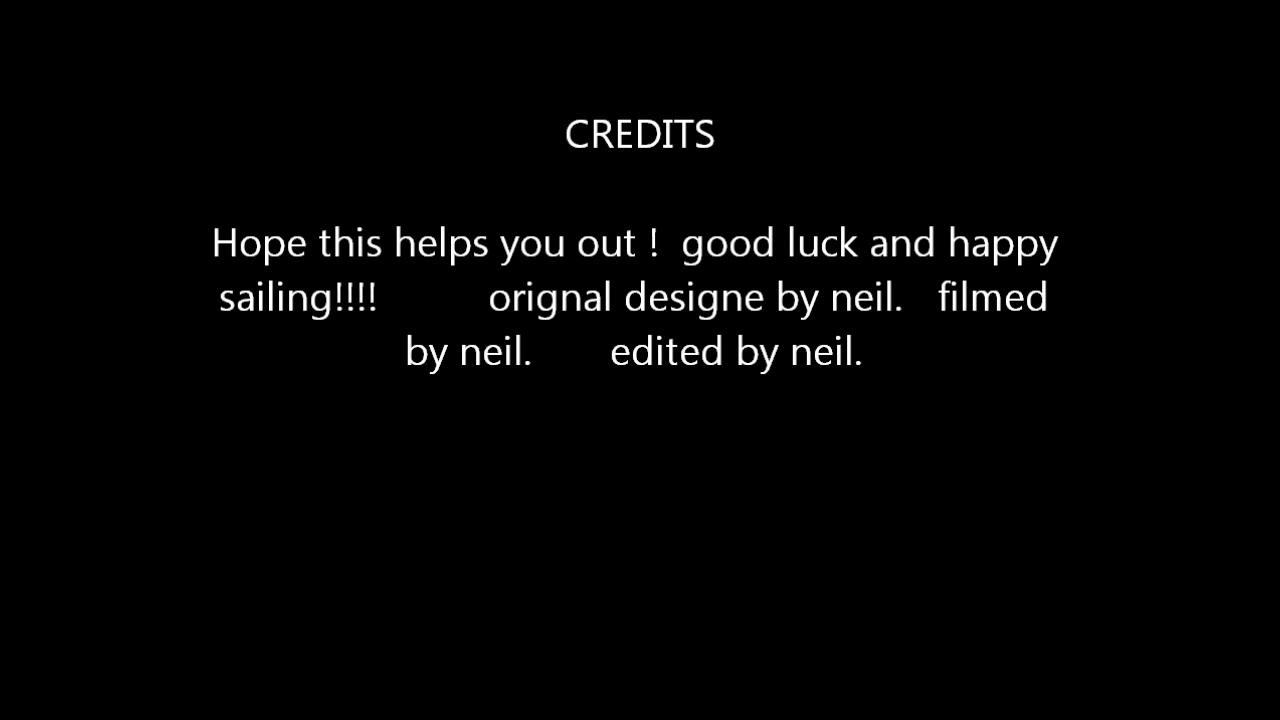 CREDITS
Hope this helps you out !  good luck and happy
sailing!!!!          orignal designe by neil.   filmed
by neil.       edited by neil.